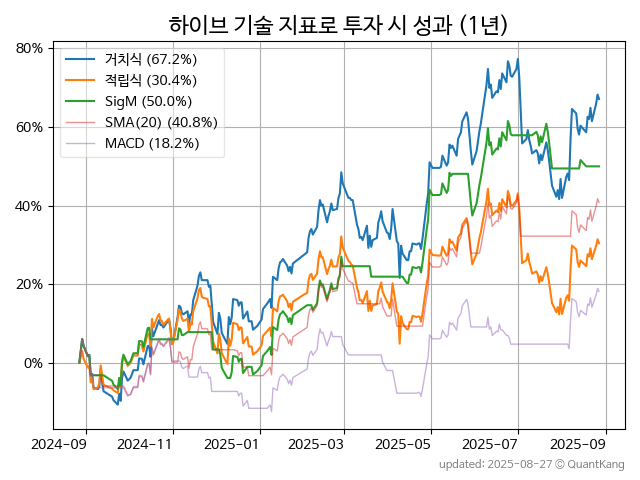 하이브 기술 지표로 투자 시 성과 (1년)
80%
60%
40%
20%
0%
거치식 (67.2%)
적립식 (30.4%)
SigM (50.0%)
SMA(20) (40.8%)
MACD (18.2%)
2024-09 2024-11 2025-01 2025-03 2025-05 2025-07 2025-09
updated: 2025-08-27 © QuantKang